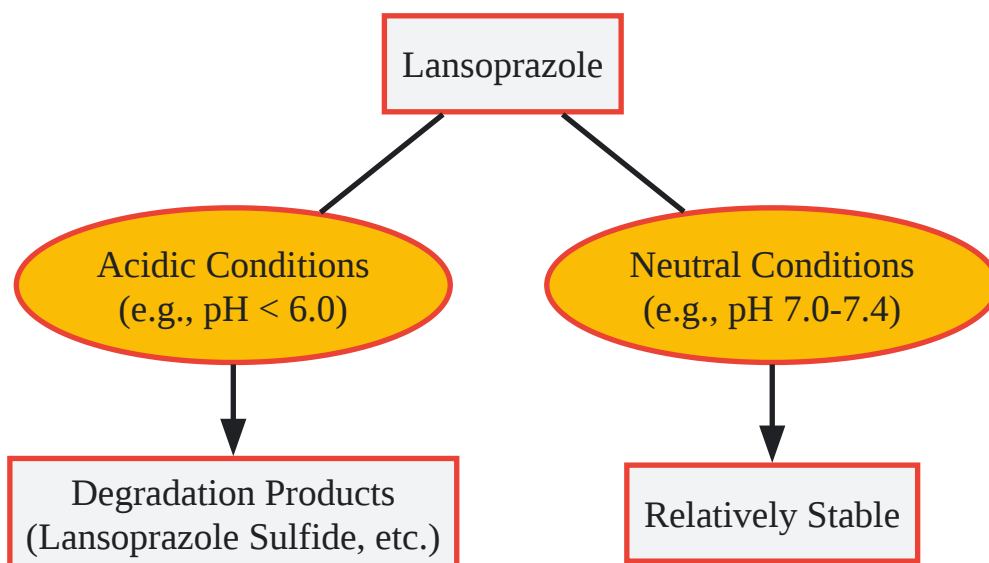 Lansoprazole
Acidic Conditions
(e.g., pH < 6.0)
Neutral Conditions
(e.g., pH 7.0-7.4)
Degradation Products
(Lansoprazole Sulfide, etc.)
Relatively Stable